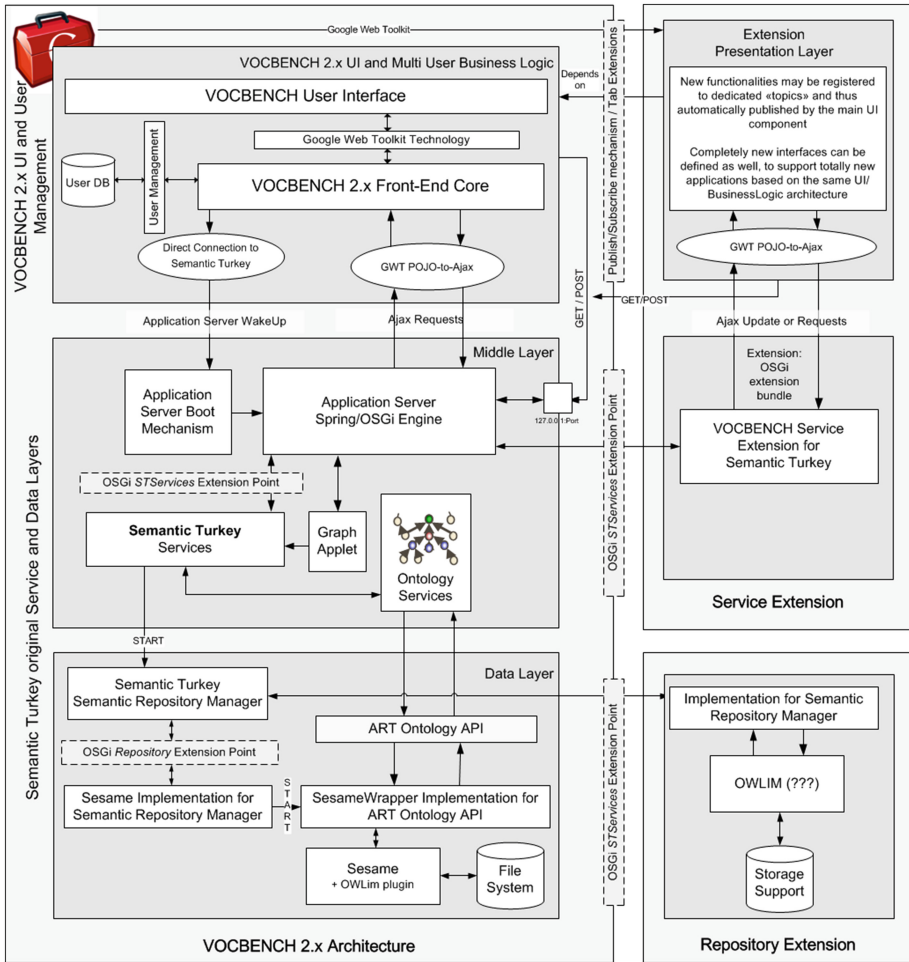 Google Web Toolkit
VOCBENCH 2.x UI and User
Management
VOCBENCH 2.x UI and Multi User Business Logic
VOCBENCH User Interface
Google Web Toolkit Technology
User DB
User Management
VOCBENCH 2.x Front-End Core
Direct Connection to
Semantic Turkey
GWT POJO-to-Ajax
Depends
on
Publish/Subscribe mechanism / Tab Extensions
Extension
Presentation Layer
New functionalities may be registered
to dedicated «topics» and thus
automatically published by the main UI
component
Completely new interfaces can be
defined as well, to support totally new
applications based on the same UI/
BusinessLogic architecture
GWT POJO-to-Ajax
GET / POST
GET/POST
Application Server WakeUp
Ajax Requests
Ajax Update or Requests
Semantic Turkey original Service and Data Layers
Middle Layer
Application
Server Boot
Mechanism
Application Server
Spring/OSGi Engine
127.0.0.1:Port
OSGi STServices Extension Point
Semantic Turkey
Services
Graph
Applet
Ontology
Services
OSGi STServices Extension Point
Extension:
OSGi
extension
bundle
VOCBENCH Service
Extension for
Semantic Turkey
Service Extension
START
Data Layer
Semantic Turkey
Semantic Repository Manager
OSGi Repository Extension Point
Sesame Implementation for
Semantic Repository Manager
START
ART Ontology API
SesameWrapper Implementation for
ART Ontology API
Sesame
+ OWLim plugin
File
System
OSGi STServices Extension Point
Implementation for Semantic
Repository Manager
OWLIM (???)
Storage
Support
VOCBENCH 2.x Architecture
Repository Extension